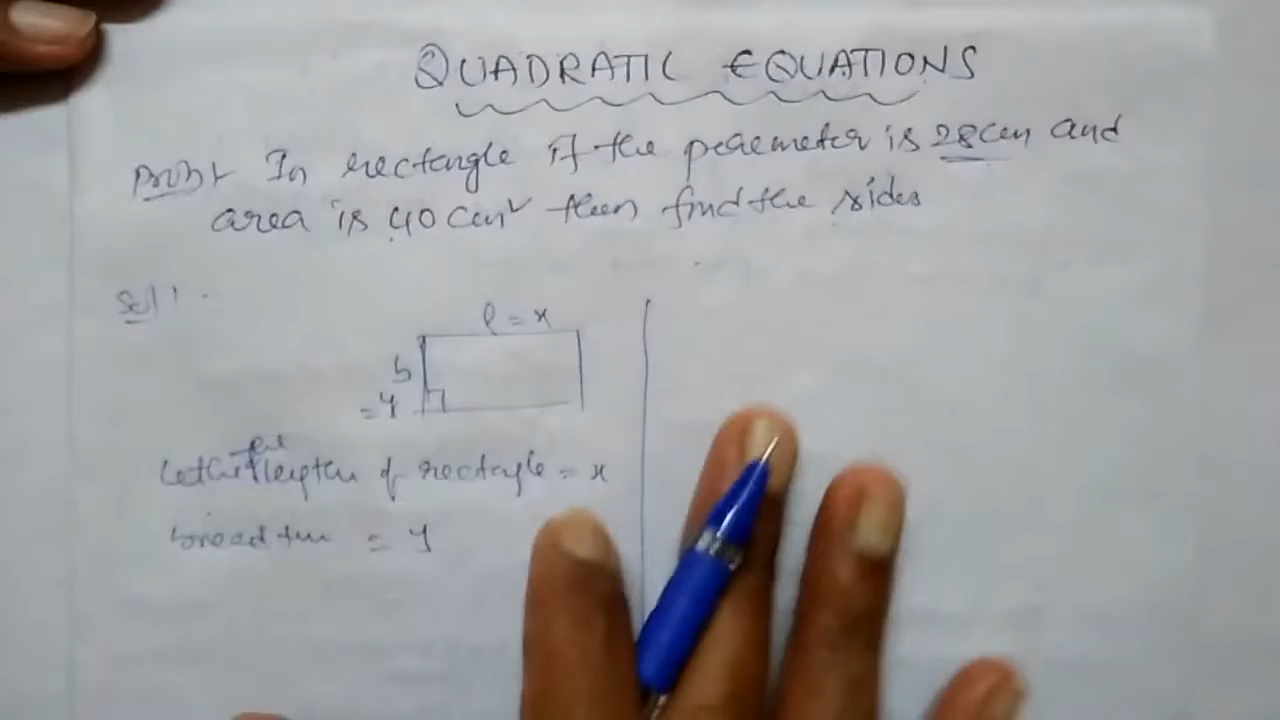 QUADRATIC EQUATIONS
Prob:- In rectangle if the peremeter is 28cm and
area is 40cm² then find the sides
Sol:
l = x
b
= y
Let the length of rectangle = x
breadth = y